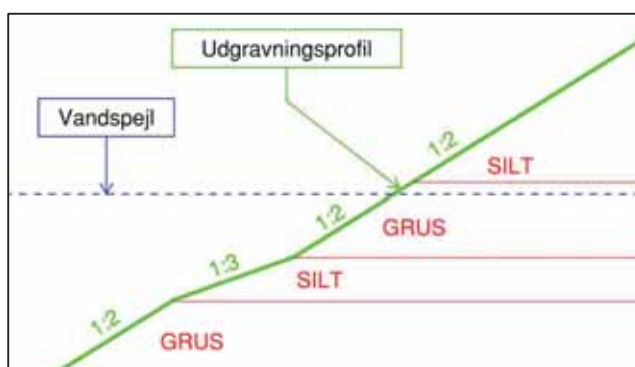 Udgravningsprofil
Vandspejl
1:2
SILT
1:2
GRUS
1:3
SILT
1:2
GRUS